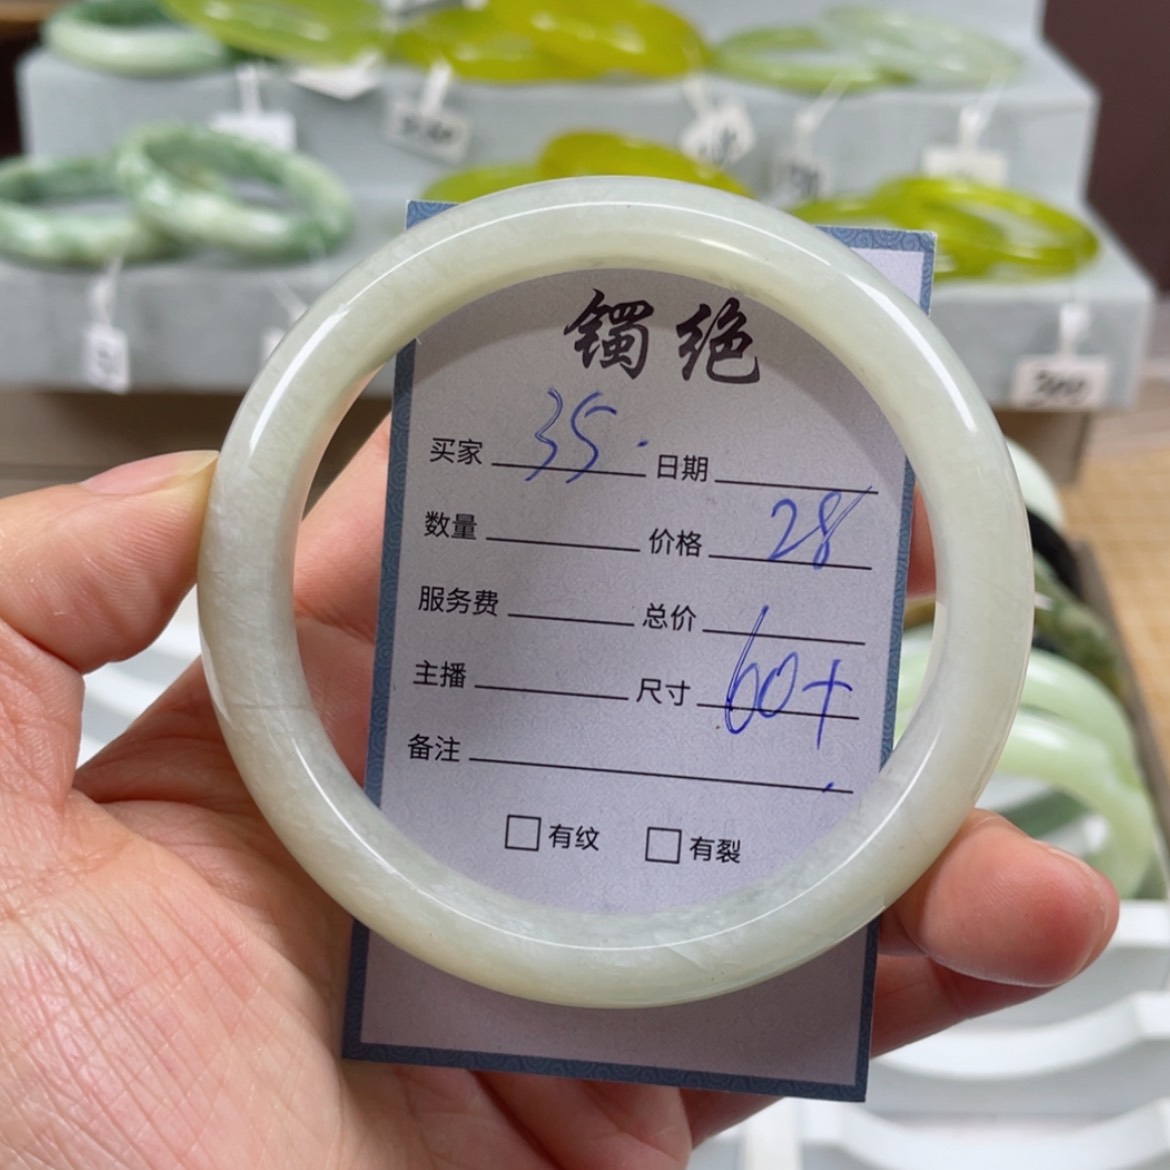 镯绝
买家 35. 日期
数量 价格 28
服务费 总价
主播 尺寸 60+
备注
有纹 有裂
300